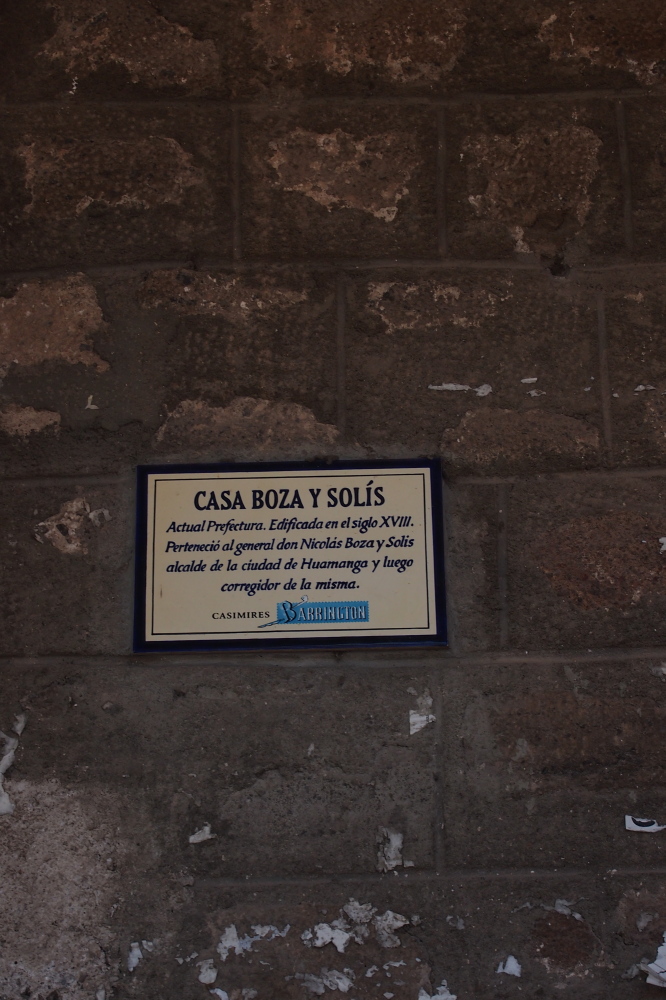 CASA BOZA Y SOLÍS
Actual Prefectura. Edificada en el siglo XVIII.
Perteneció al general don Nicolás Boza y Solis
alcalde de la ciudad de Huamanga y luego
corregidor de la misma.
CASIMIRES BARRINGTON